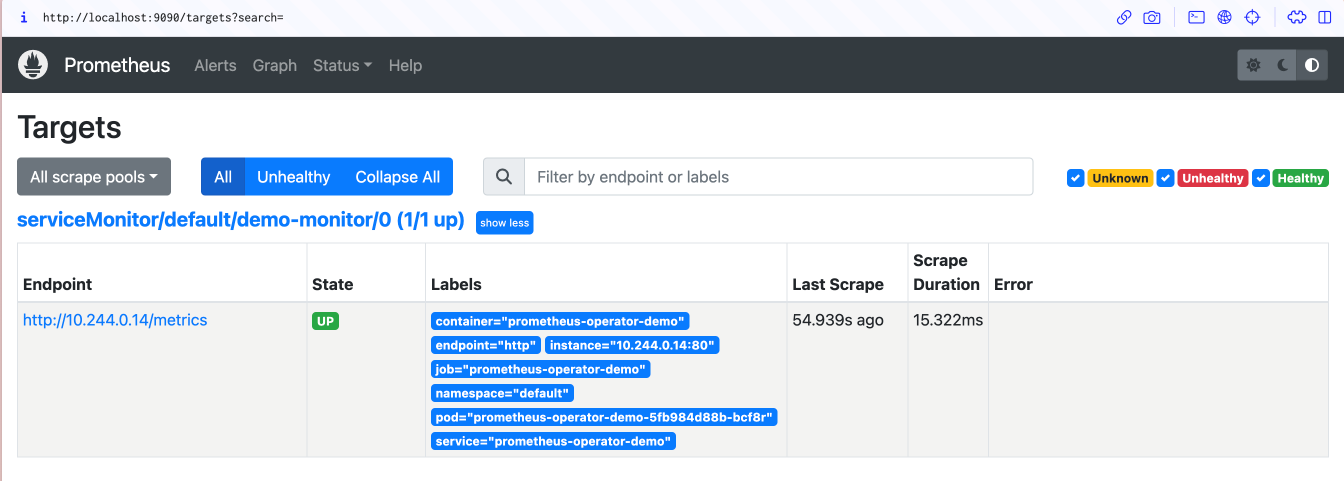 http://localhost:9090/targets?search=
Prometheus Alerts Graph Status Help
Targets
All scrape pools All Unhealthy Collapse All Filter by endpoint or labels Unknown Unhealthy Healthy
serviceMonitor/default/demo-monitor/0 (1/1 up) show less
Endpoint State Labels Last Scrape Scrape Duration Error
http://10.244.0.14/metrics UP container="prometheus-operator-demo" 54.939s ago 15.322ms
endpoint="http" instance="10.244.0.14:80"
job="prometheus-operator-demo"
namespace="default"
pod="prometheus-operator-demo-5fb984d88b-bcf8r"
service="prometheus-operator-demo"